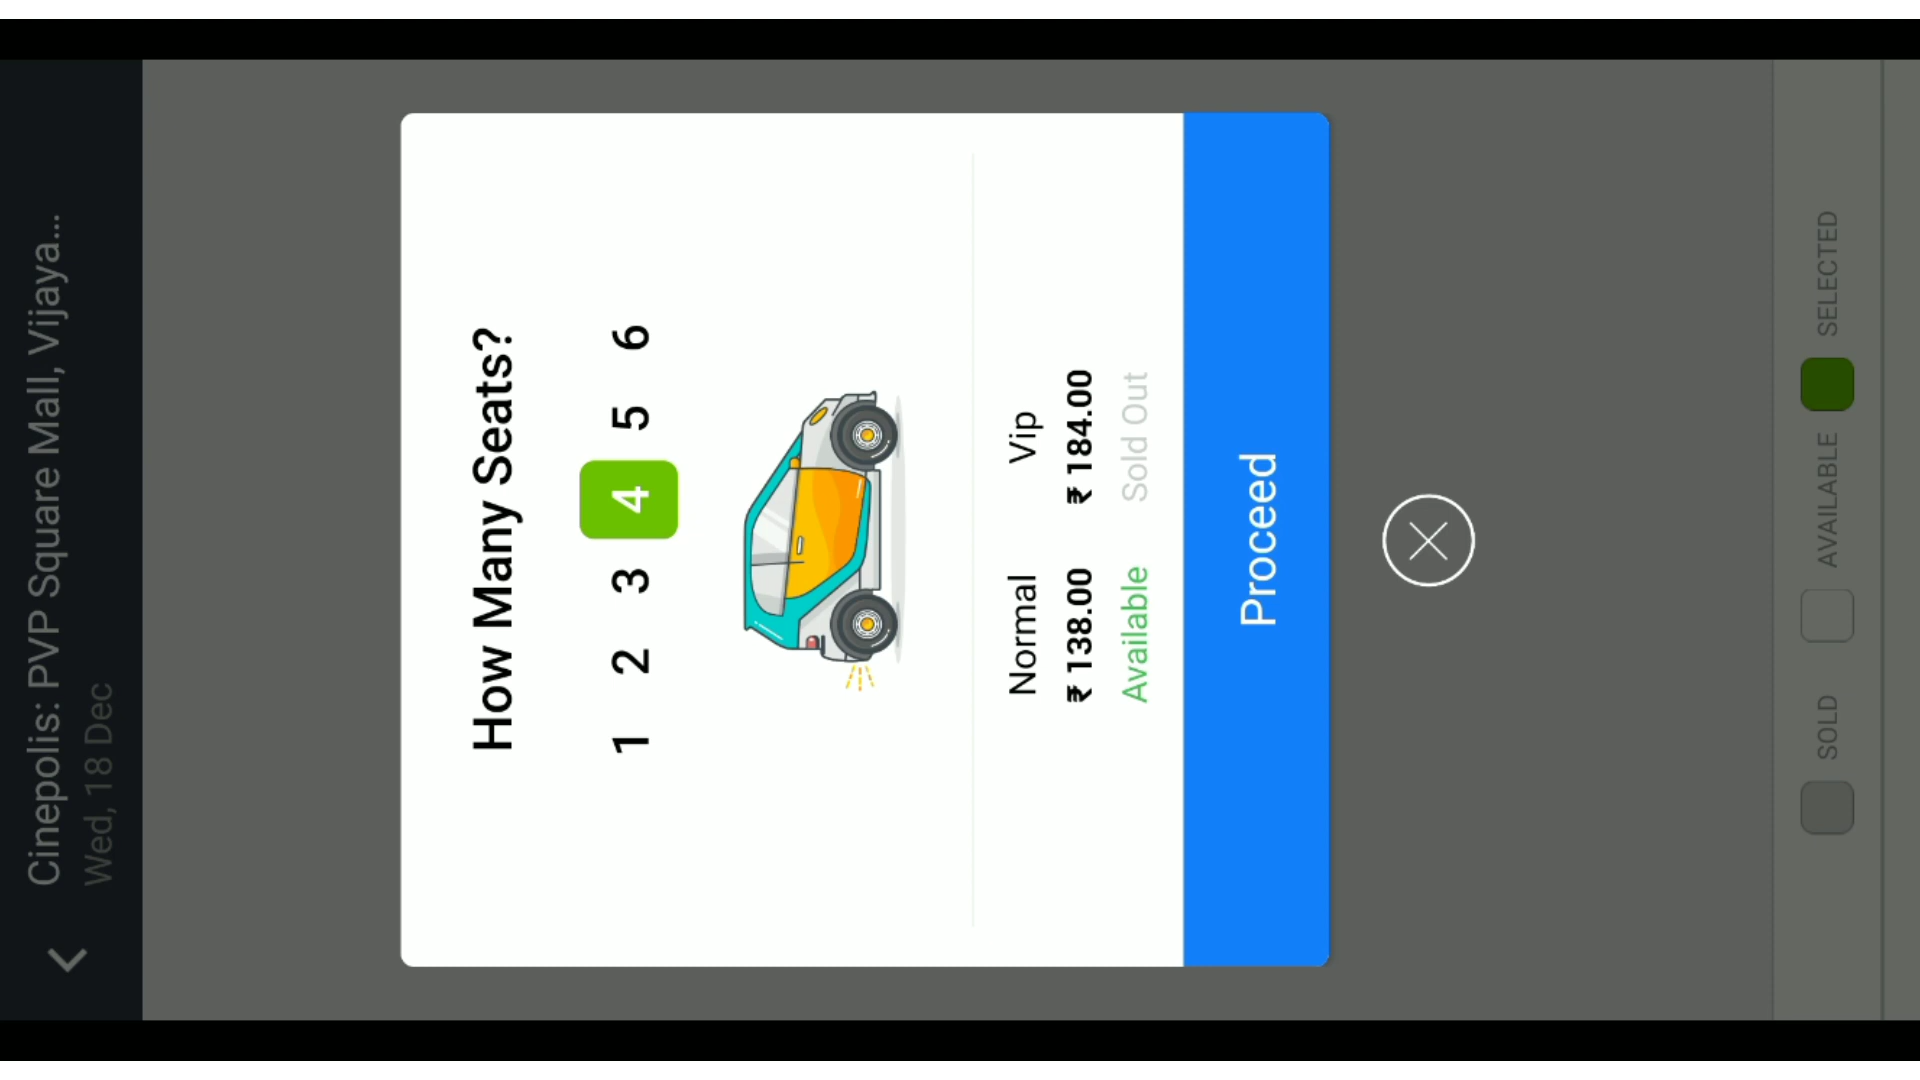 Cinepolis: PVP Square Mall, Vijaya...
Wed, 18 Dec
How Many Seats?
1 2 3 4 5 6
Normal Vip
₹ 138.00 ₹ 184.00
Available Sold Out
Proceed
SOLD AVAILABLE SELECTED